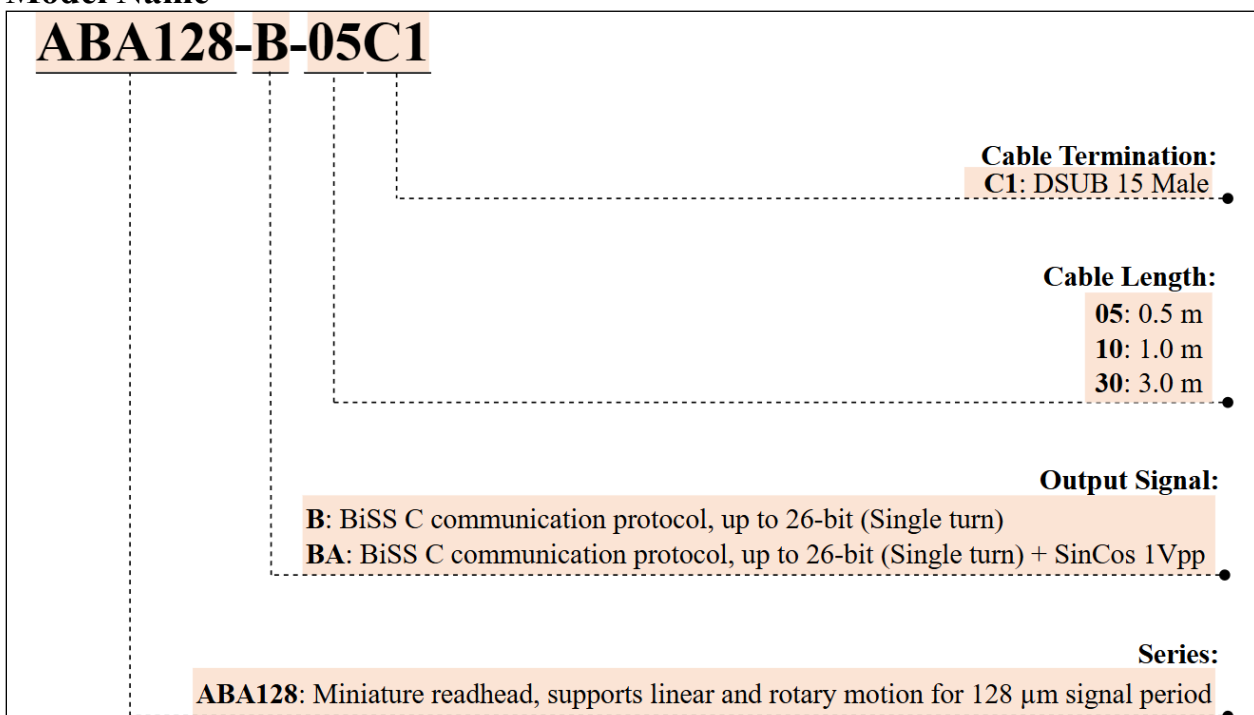 Model Name
ABA128-B-05C1
Cable Termination:
C1: DSUB 15 Male
Cable Length:
05: 0.5 m
10: 1.0 m
30: 3.0 m
Output Signal:
B: BiSS C communication protocol, up to 26-bit (Single turn)
BA: BiSS C communication protocol, up to 26-bit (Single turn) + SinCos 1Vpp
Series:
ABA128: Miniature readhead, supports linear and rotary motion for 128 μm signal period